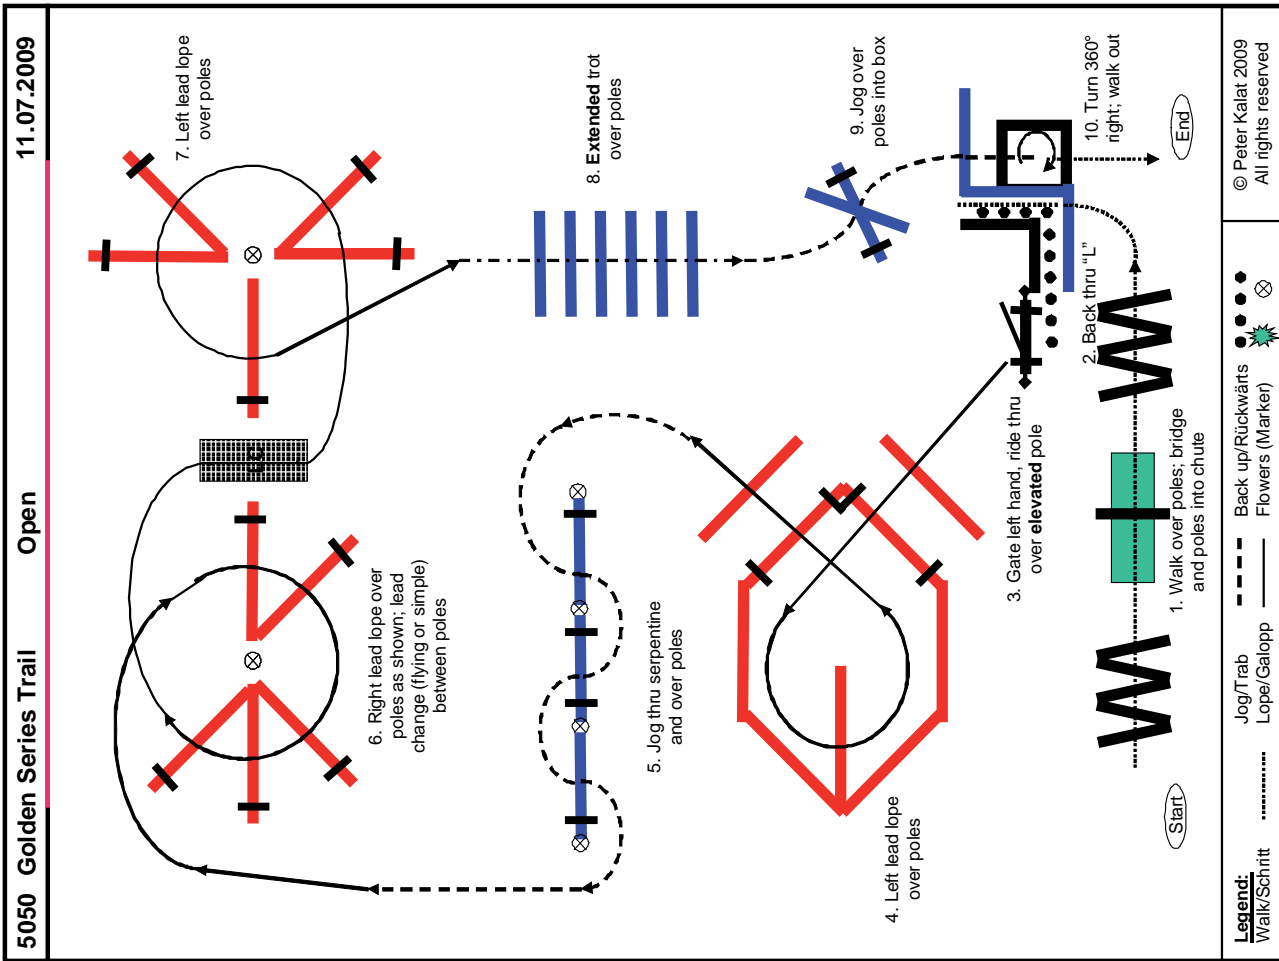 5050 Golden Series Trail Open 11.07.2009
1. Walk over poles; bridge
and poles into chute
2. Back thru “L”
3. Gate left hand, ride thru
over elevated pole
4. Left lead lope
over poles
5. Jog thru serpentine
and over poles
6. Right lead lope over
poles as shown; lead
change (flying or simple)
between poles
7. Left lead lope
over poles
8. Extended trot
over poles
9. Jog over
poles into box
10. Turn 360°
right; walk out
Start
End
Legend:
Walk/Schritt
Jog/Trab
Lope/Galopp
Back up/Rückwärts
Flowers (Marker)
© Peter Kalat 2009
All rights reserved